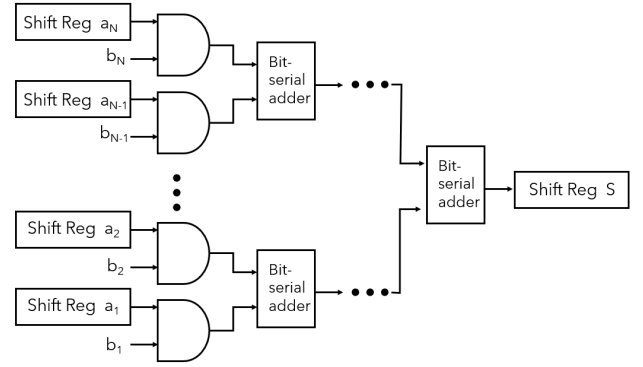 Shift Reg a_N
b_N
Bit-
serial
adder
Shift Reg a_N-1
b_N-1
Bit-
serial
adder
Shift Reg S
Shift Reg a_2
b_2
Bit-
serial
adder
Shift Reg a_1
b_1